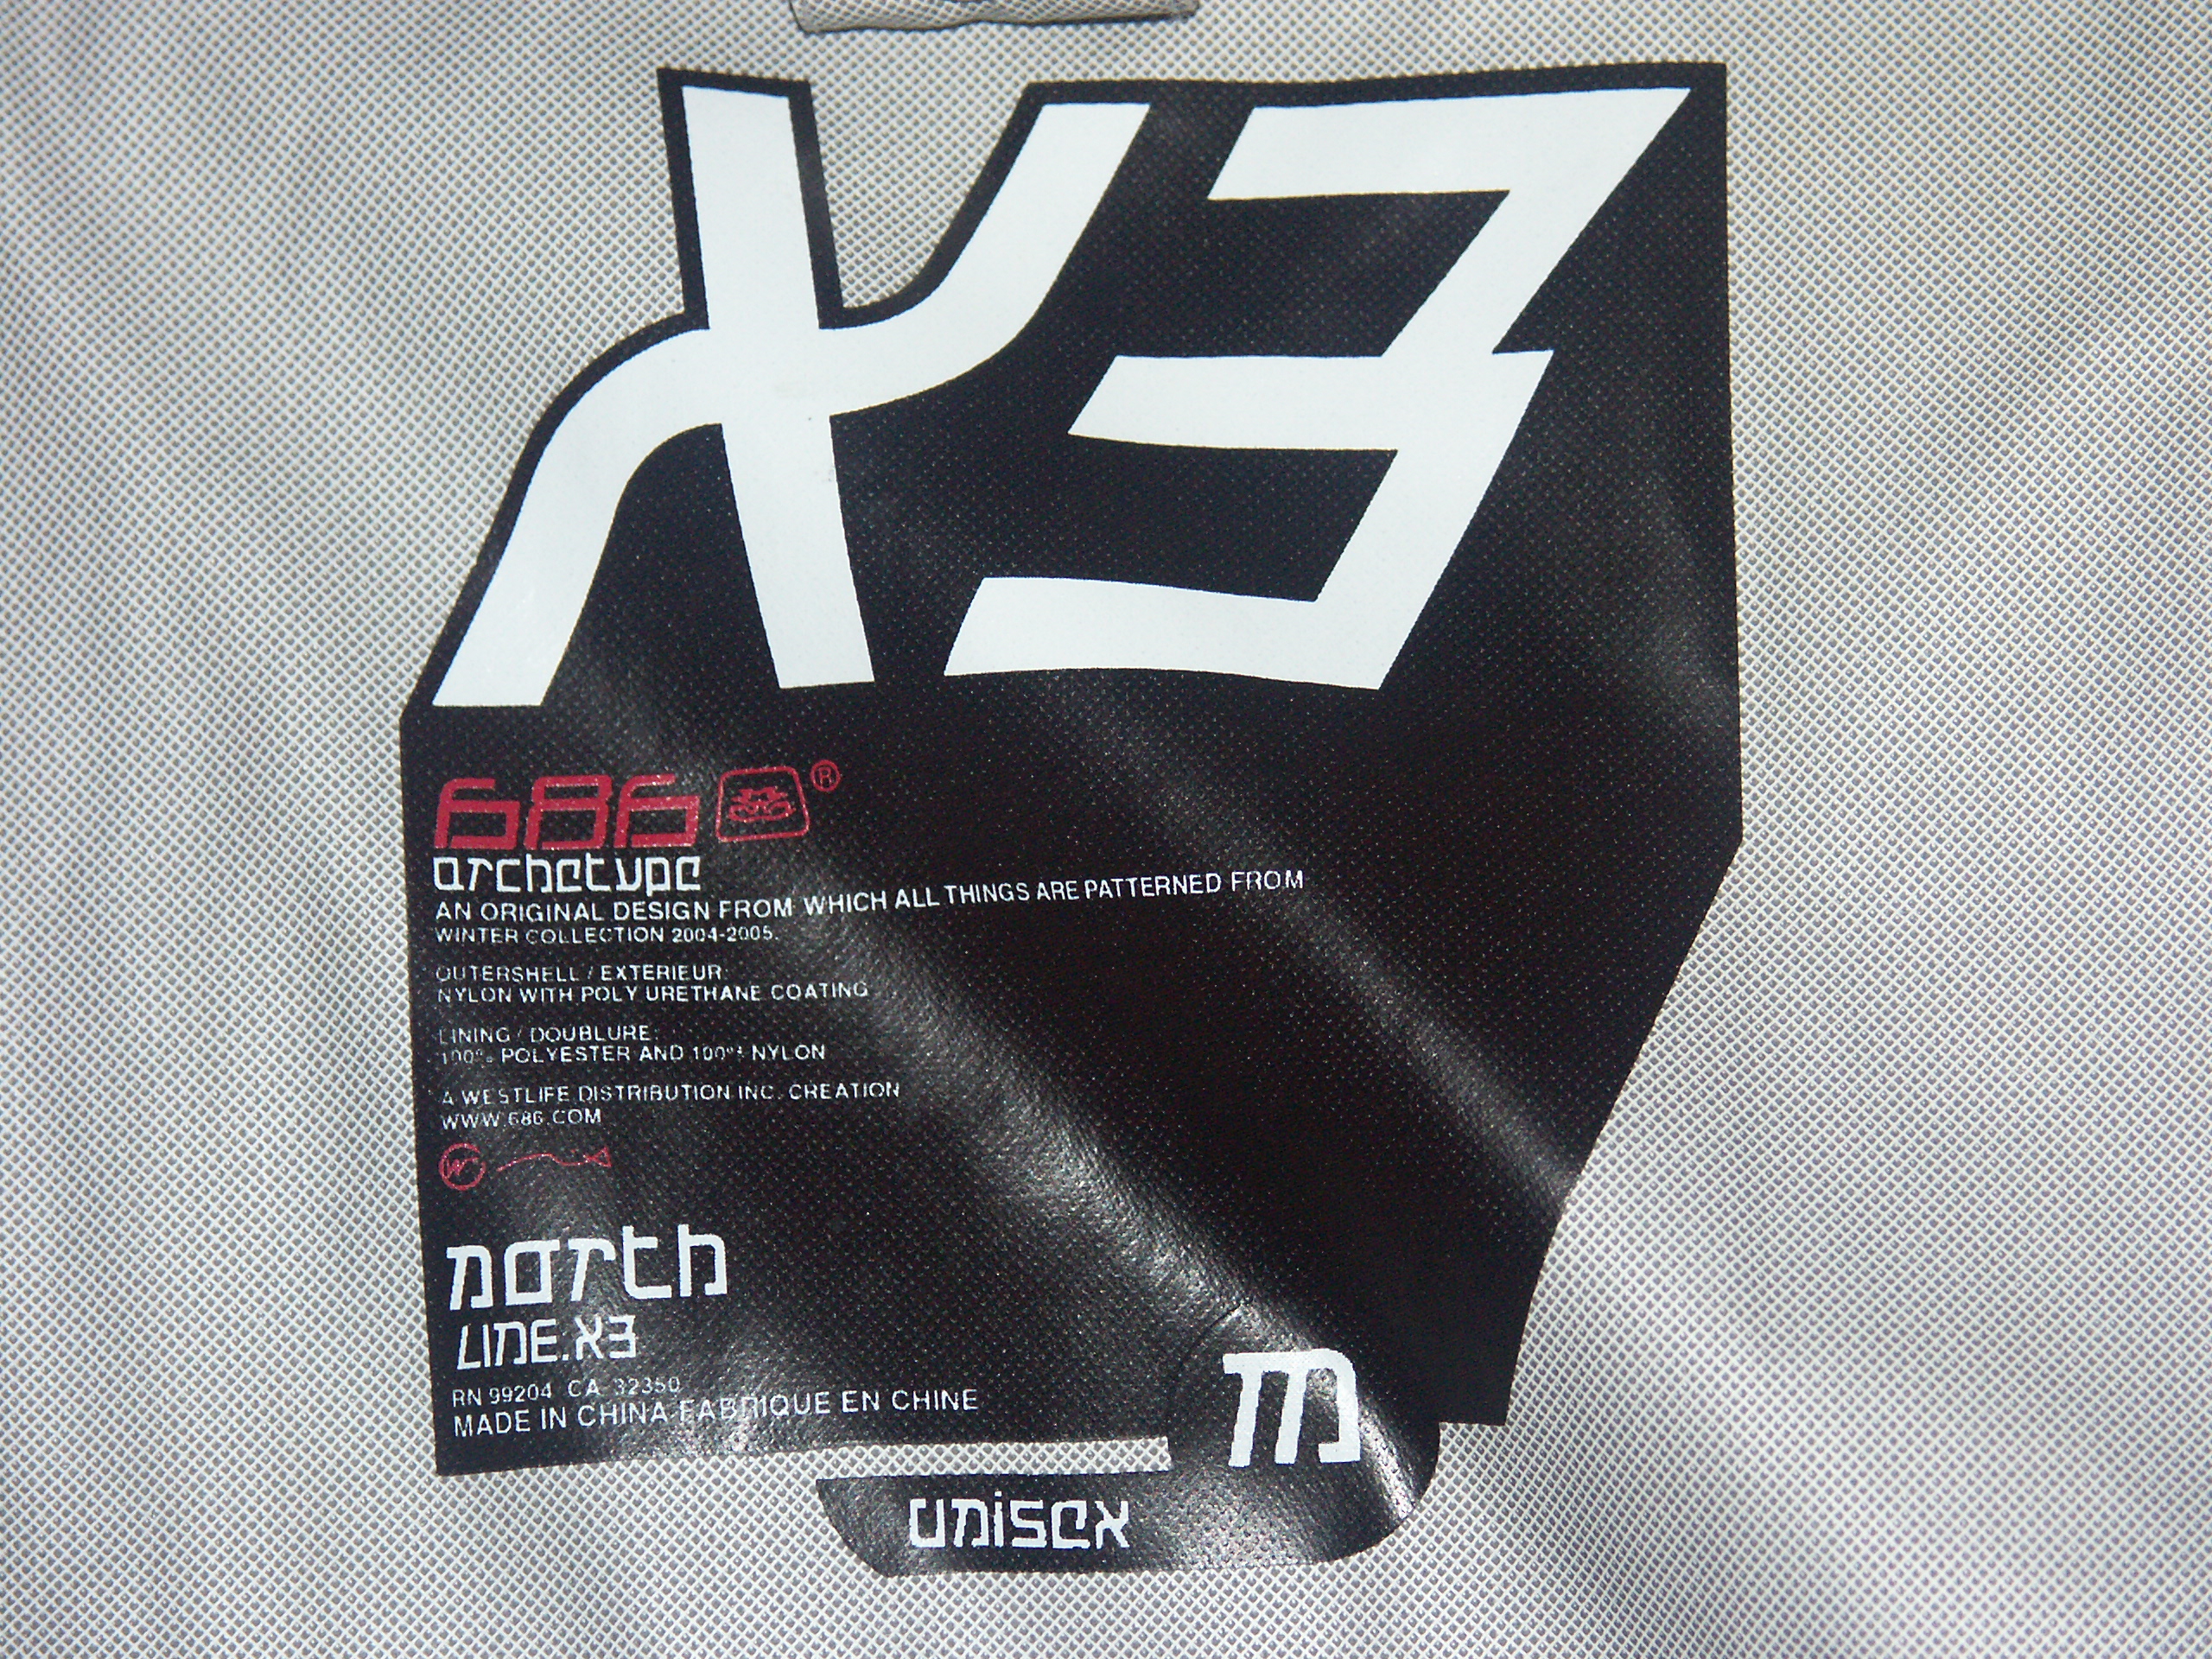 X3
686 ®
archetype
AN ORIGINAL DESIGN FROM WHICH ALL THINGS ARE PATTERNED FROM
WINTER COLLECTION 2004-2005.
OUTERSHELL / EXTERIEUR:
NYLON WITH POLY URETHANE COATING
LINING / DOUBLURE:
100% POLYESTER AND 100% NYLON
A WESTLIFE DISTRIBUTION INC. CREATION
WWW.686.COM
north
LINE.X3
RN 99204 CA 32350
MADE IN CHINA FABRIQUE EN CHINE
m
unisex